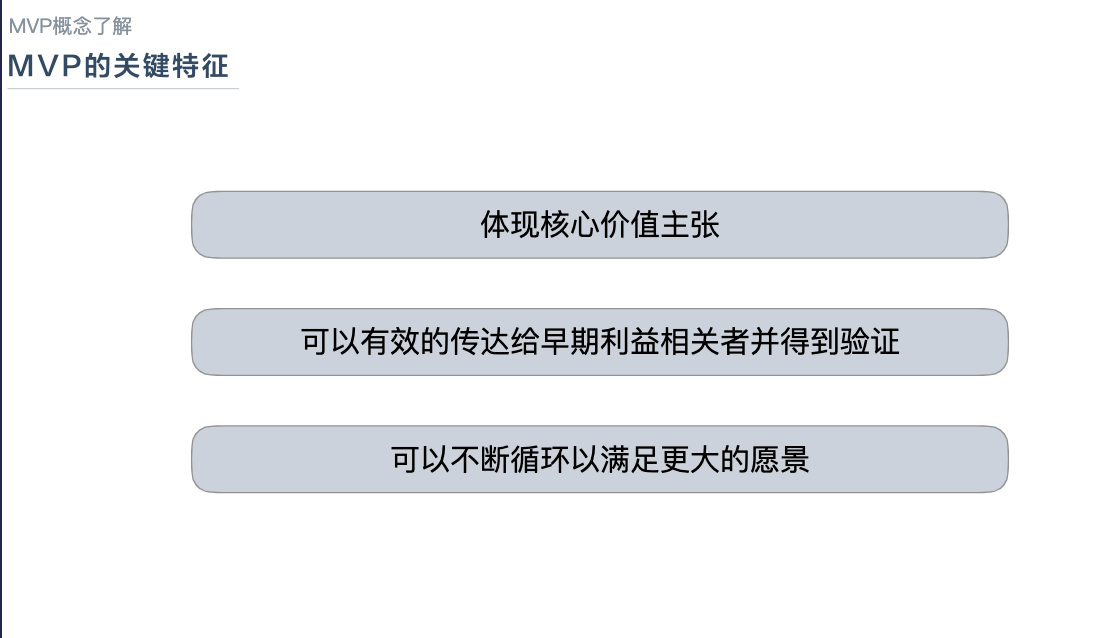 MVP概念了解
MVP的关键特征
体现核心价值主张
可以有效的传达给早期利益相关者并得到验证
可以不断循环以满足更大的愿景